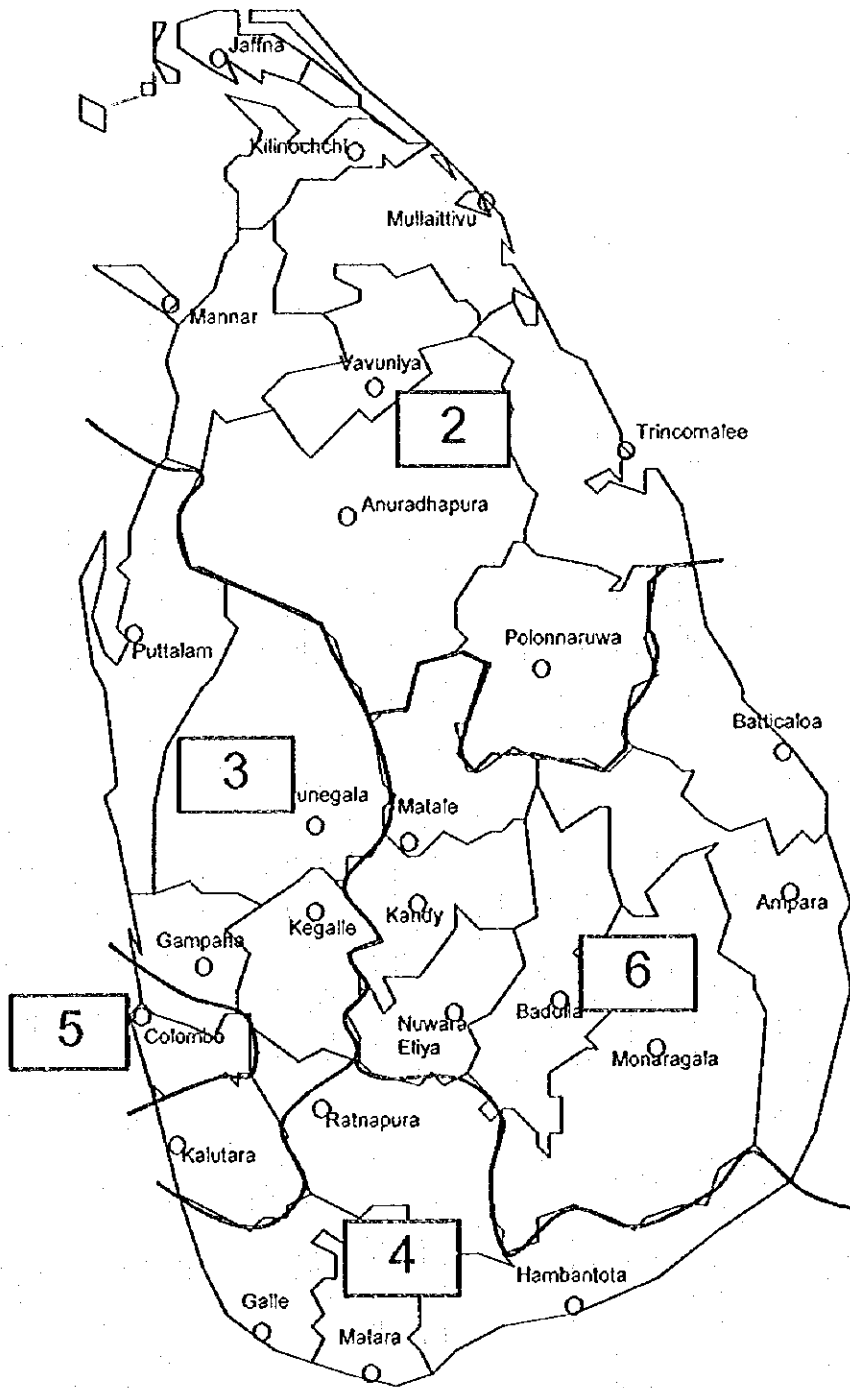 Jaffna
Kilinochchi
Mullaittivu
Mannar
Vavuniya
2
Trincomalee
Anuradhapura
Puttalam
Polonnaruwa
Batticaloa
3
unegala
Matale
Ampara
Kegalle
Kandy
Gampaha
6
5
Colombo
Nuwara
Eliya
Badulla
Monaragala
Ratnapura
Kalutara
4
Hambantota
Galle
Matara